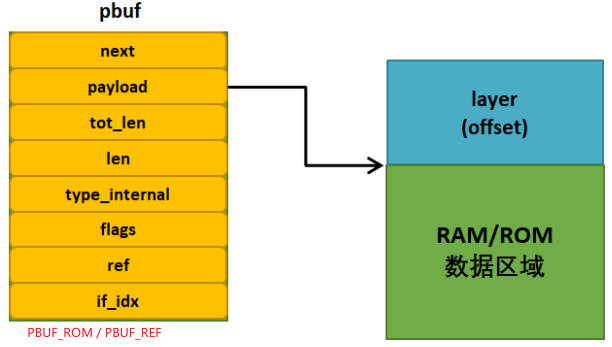 pbuf
next
payload
tot_len
len
type_internal
flags
ref
if_idx
PBUF_ROM / PBUF_REF
layer
(offset)
RAM/ROM
数据区域